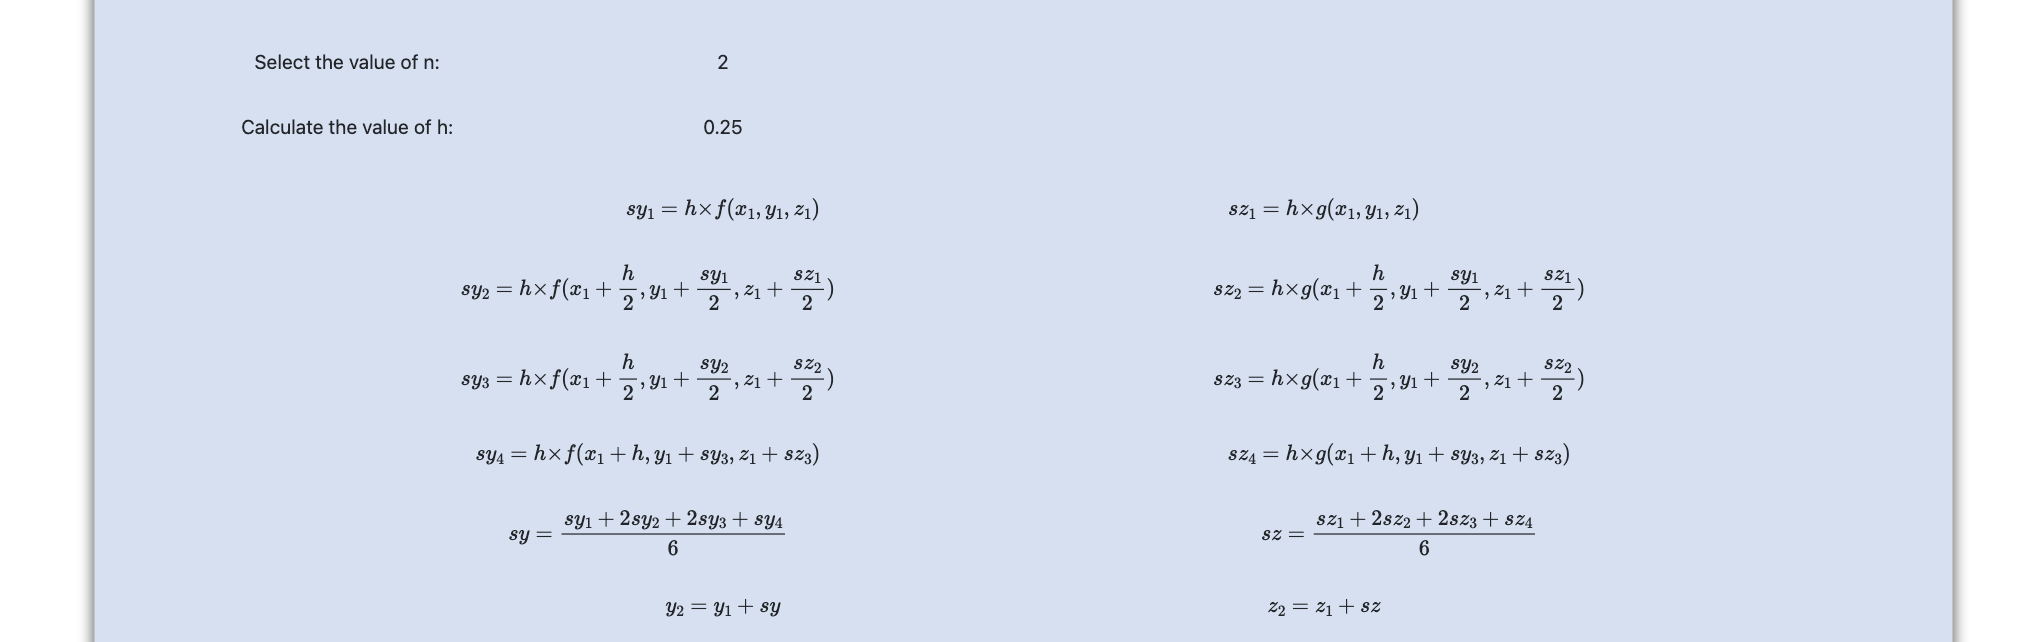 Select the value of n: 2
Calculate the value of h: 0.25
sy₁ = h×f(x₁, y₁, z₁) sz₁ = h×g(x₁, y₁, z₁)
sy₂ = h×f(x₁ + h/2, y₁ + sy₁/2, z₁ + sz₁/2) sz₂ = h×g(x₁ + h/2, y₁ + sy₁/2, z₁ + sz₁/2)
sy₃ = h×f(x₁ + h/2, y₁ + sy₂/2, z₁ + sz₂/2) sz₃ = h×g(x₁ + h/2, y₁ + sy₂/2, z₁ + sz₂/2)
sy₄ = h×f(x₁ + h, y₁ + sy₃, z₁ + sz₃) sz₄ = h×g(x₁ + h, y₁ + sy₃, z₁ + sz₃)
sy = (sy₁ + 2sy₂ + 2sy₃ + sy₄)/6 sz = (sz₁ + 2sz₂ + 2sz₃ + sz₄)/6
y₂ = y₁ + sy z₂ = z₁ + sz